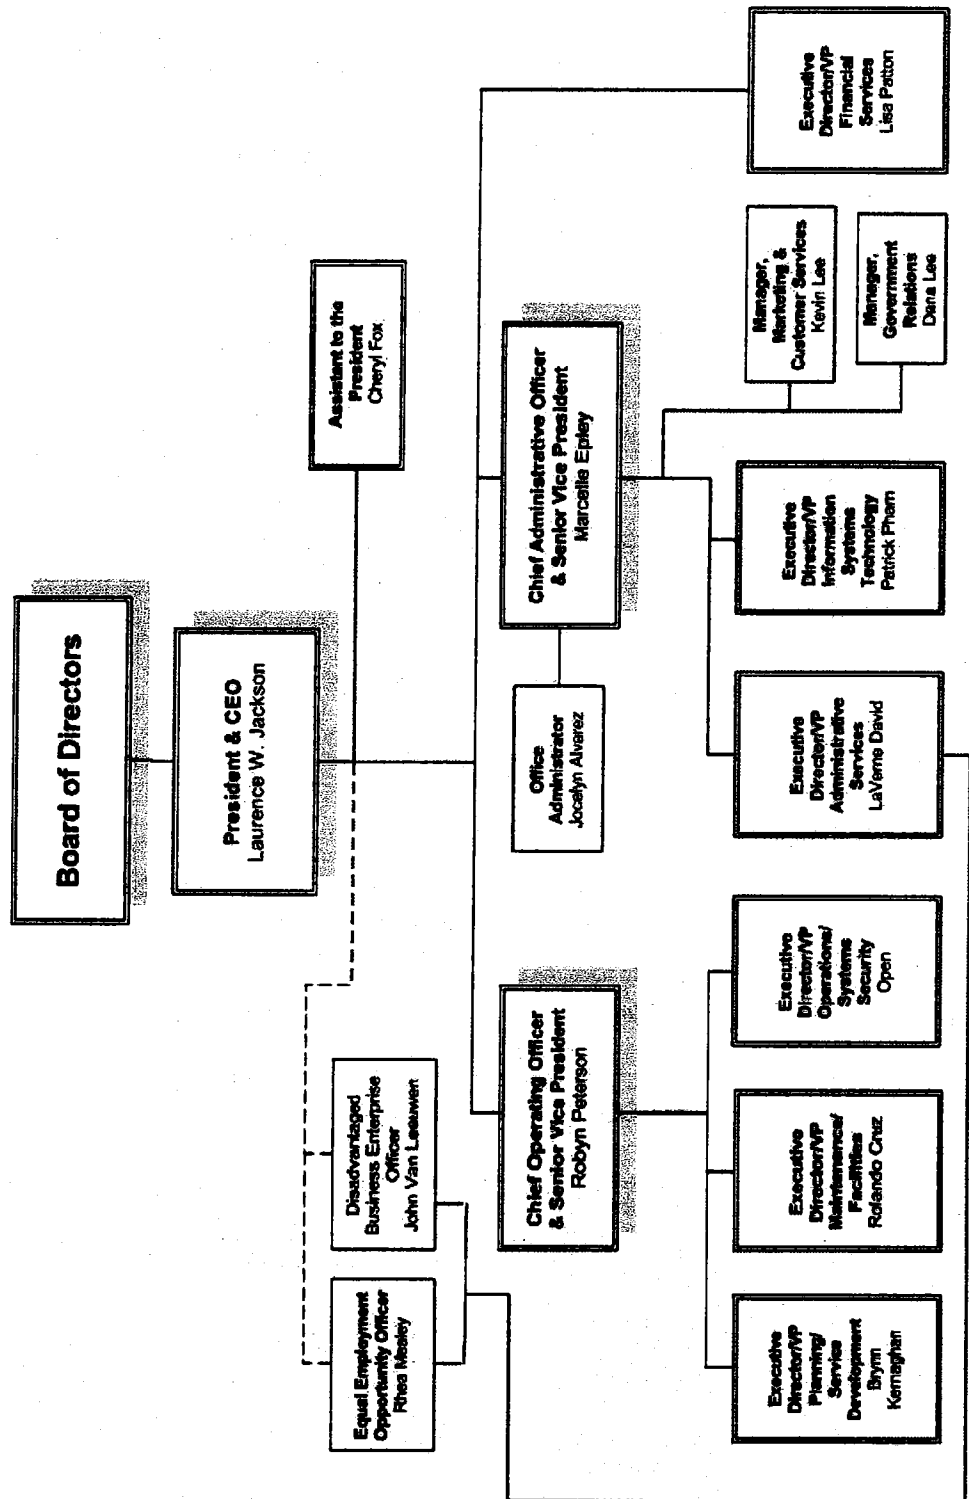 Board of Directors
President & CEO
Laurence W. Jackson
Assistant to the
President
Cheryl Fox
Equal Employment
Opportunity Officer
Rhea Mealey
Disadvantaged
Business Enterprise
Officer
John Van Leeuwen
Chief Operating Officer
& Senior Vice President
Robyn Peterson
Office
Administrator
Jocelyn Alvarez
Chief Administrative Officer
& Senior Vice President
Marcelle Epley
Executive
Director/VP
Planning/
Service
Development
Brynn
Kernaghan
Executive
Director/VP
Maintenance/
Facilities
Rolando Cruz
Executive
Director/VP
Operations/
Systems
Security
Open
Executive
Director/VP
Administrative
Services
LaVerne David
Executive
Director/VP
Information
Systems
Technology
Patrick Pham
Manager,
Marketing &
Customer Services
Kevin Lee
Manager,
Government
Relations
Dana Lee
Executive
Director/VP
Financial
Services
Lisa Patton